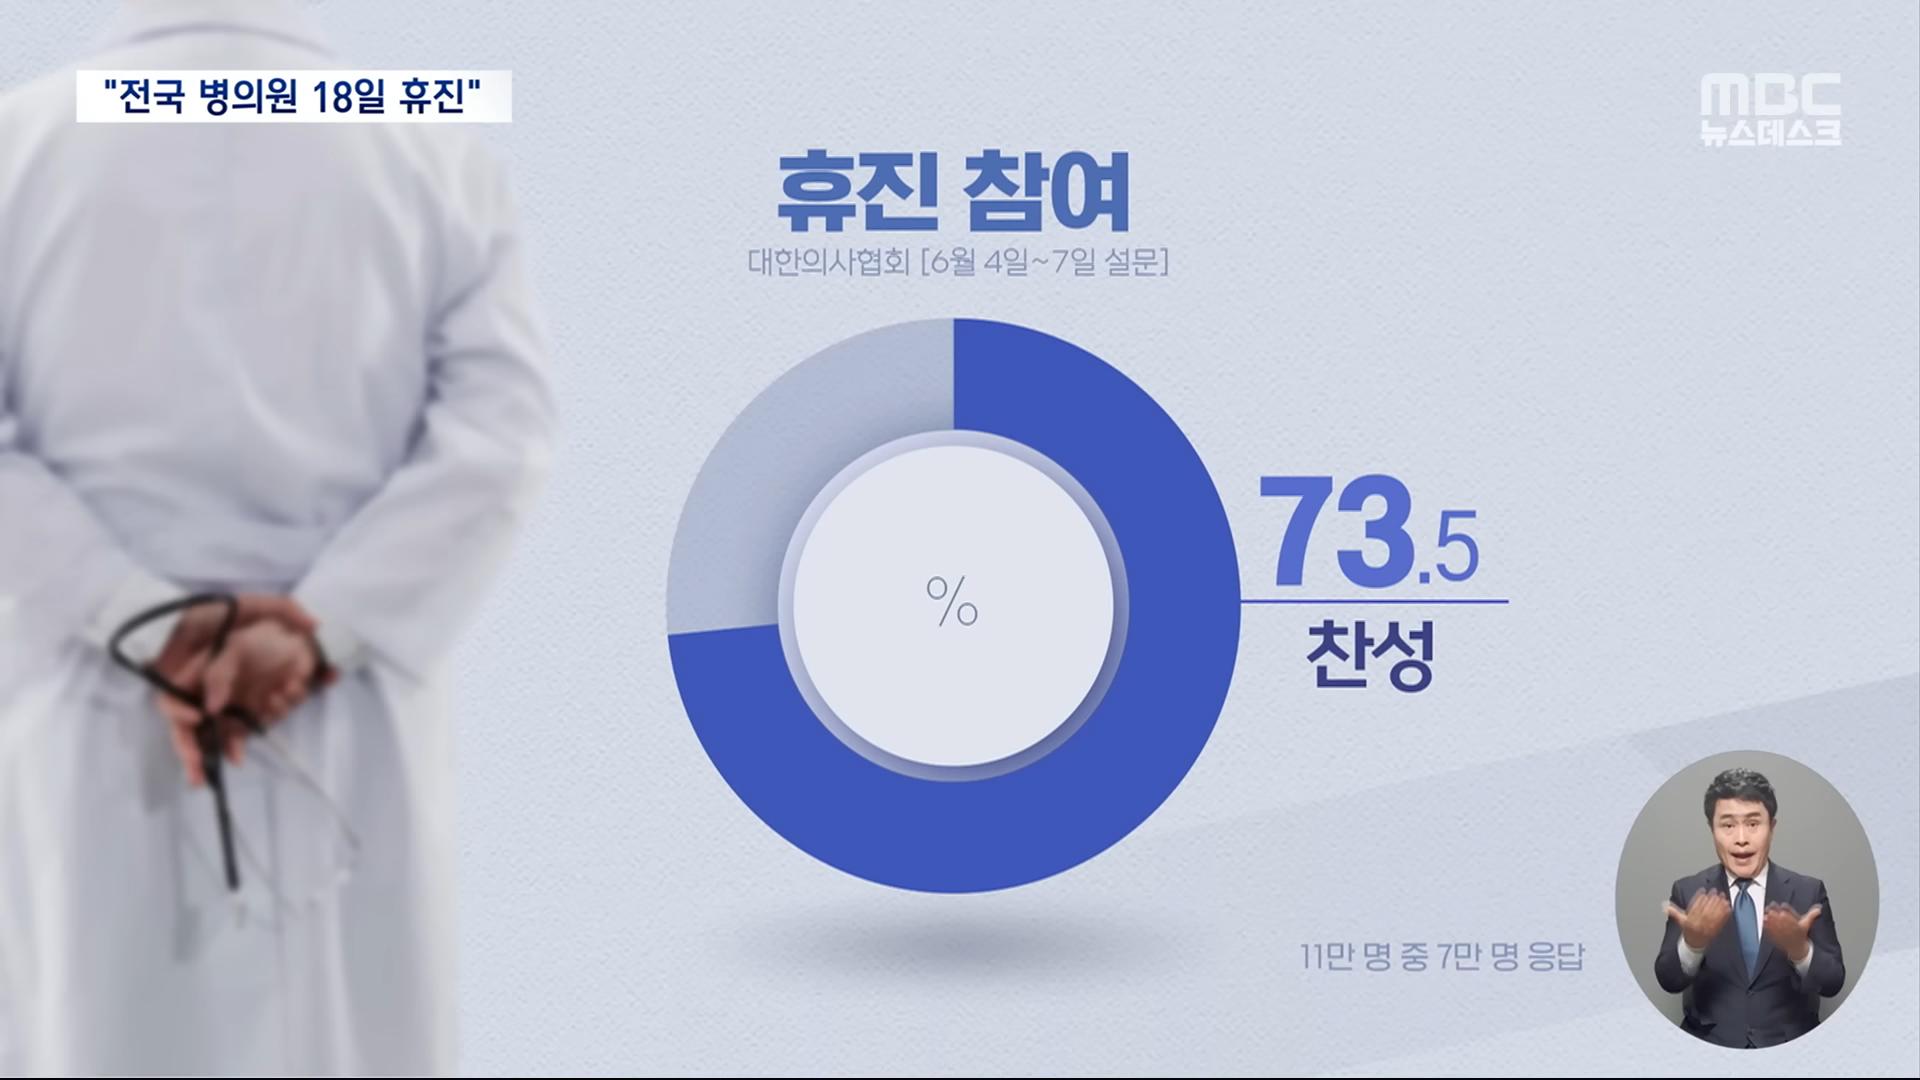 "전국 병의원 18일 휴진"
MBC
뉴스데스크
휴진 참여
대한의사협회 [6월 4일~7일 설문]
%
73.5
찬성
11만 명 중 7만 명 응답